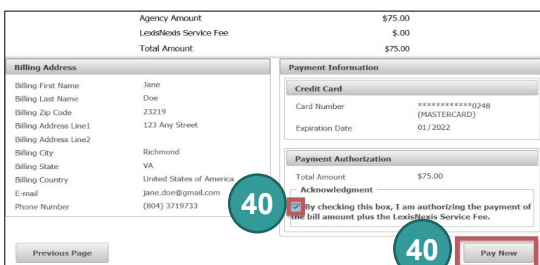 Agency Amount $75.00
LexisNexis Service Fee $.00
Total Amount $75.00
Billing Address
Billing First Name Jane
Billing Last Name Doe
Billing Zip Code 23219
Billing Address Line1 123 Any Street
Billing Address Line2
Billing City Richmond
Billing State VA
Billing Country United States of America
E-mail jane.doe@gmail.com
Phone Number (804) 3719733
Payment Information
Credit Card
Card Number ************0248
(MASTERCARD)
Expiration Date 01/2022
Payment Authorization
Total Amount $75.00
Acknowledgment
40
By checking this box, I am authorizing the payment of
the bill amount plus the LexisNexis Service Fee.
Previous Page
40
Pay Now